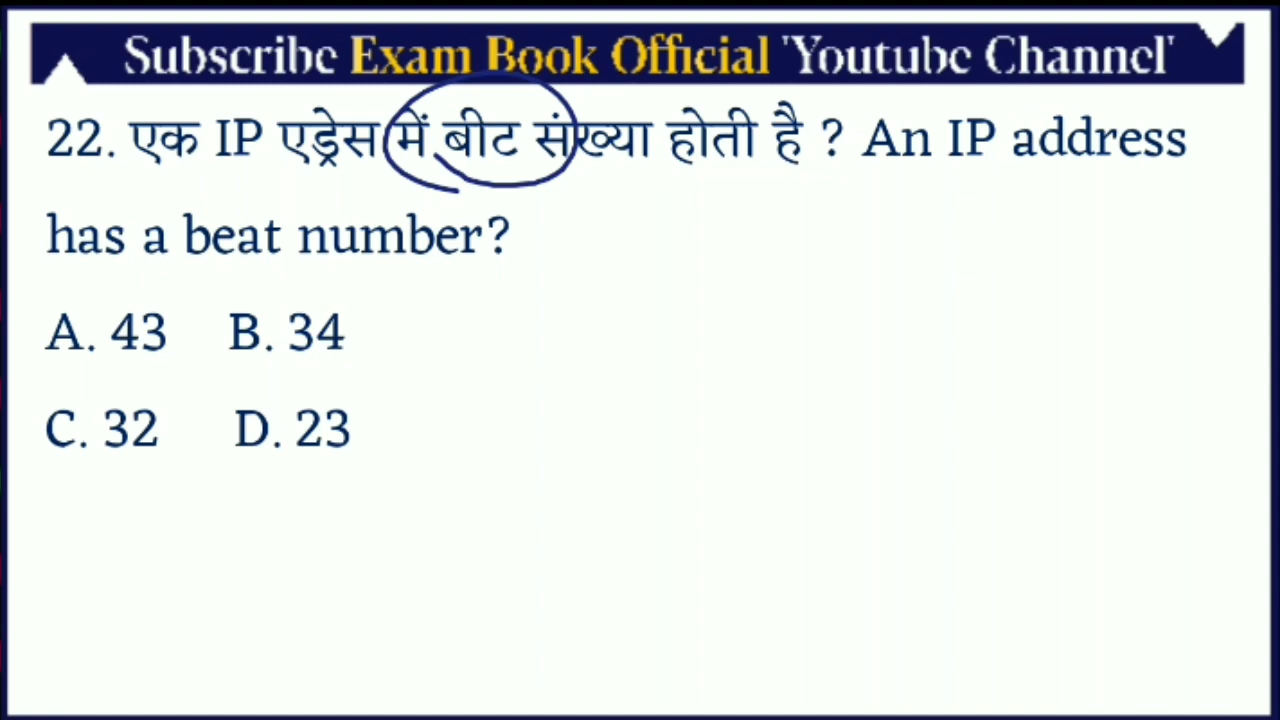 Subscribe Exam Book Official 'Youtube Channel'
22. एक IP एड्रेस में बीट संख्या होती है ? An IP address
has a beat number?
A. 43 B. 34
C. 32 D. 23